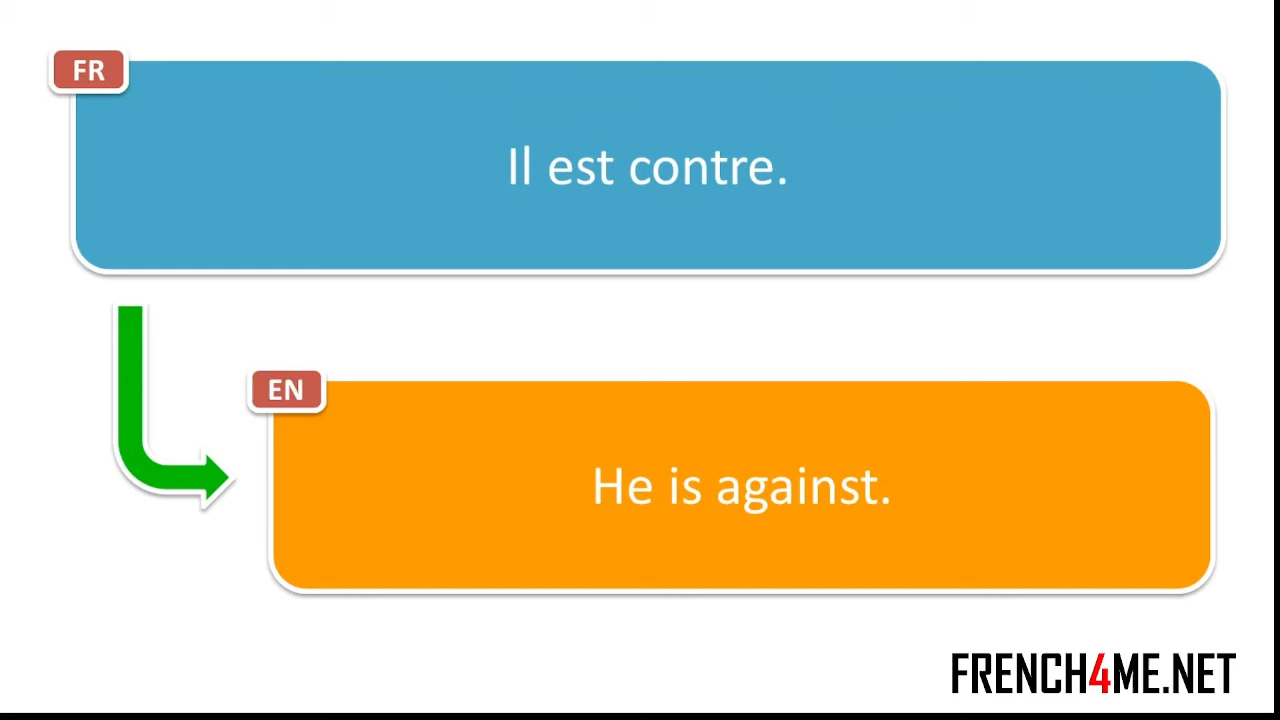 FR
Il est contre.
EN
He is against.
FRENCH4ME.NET